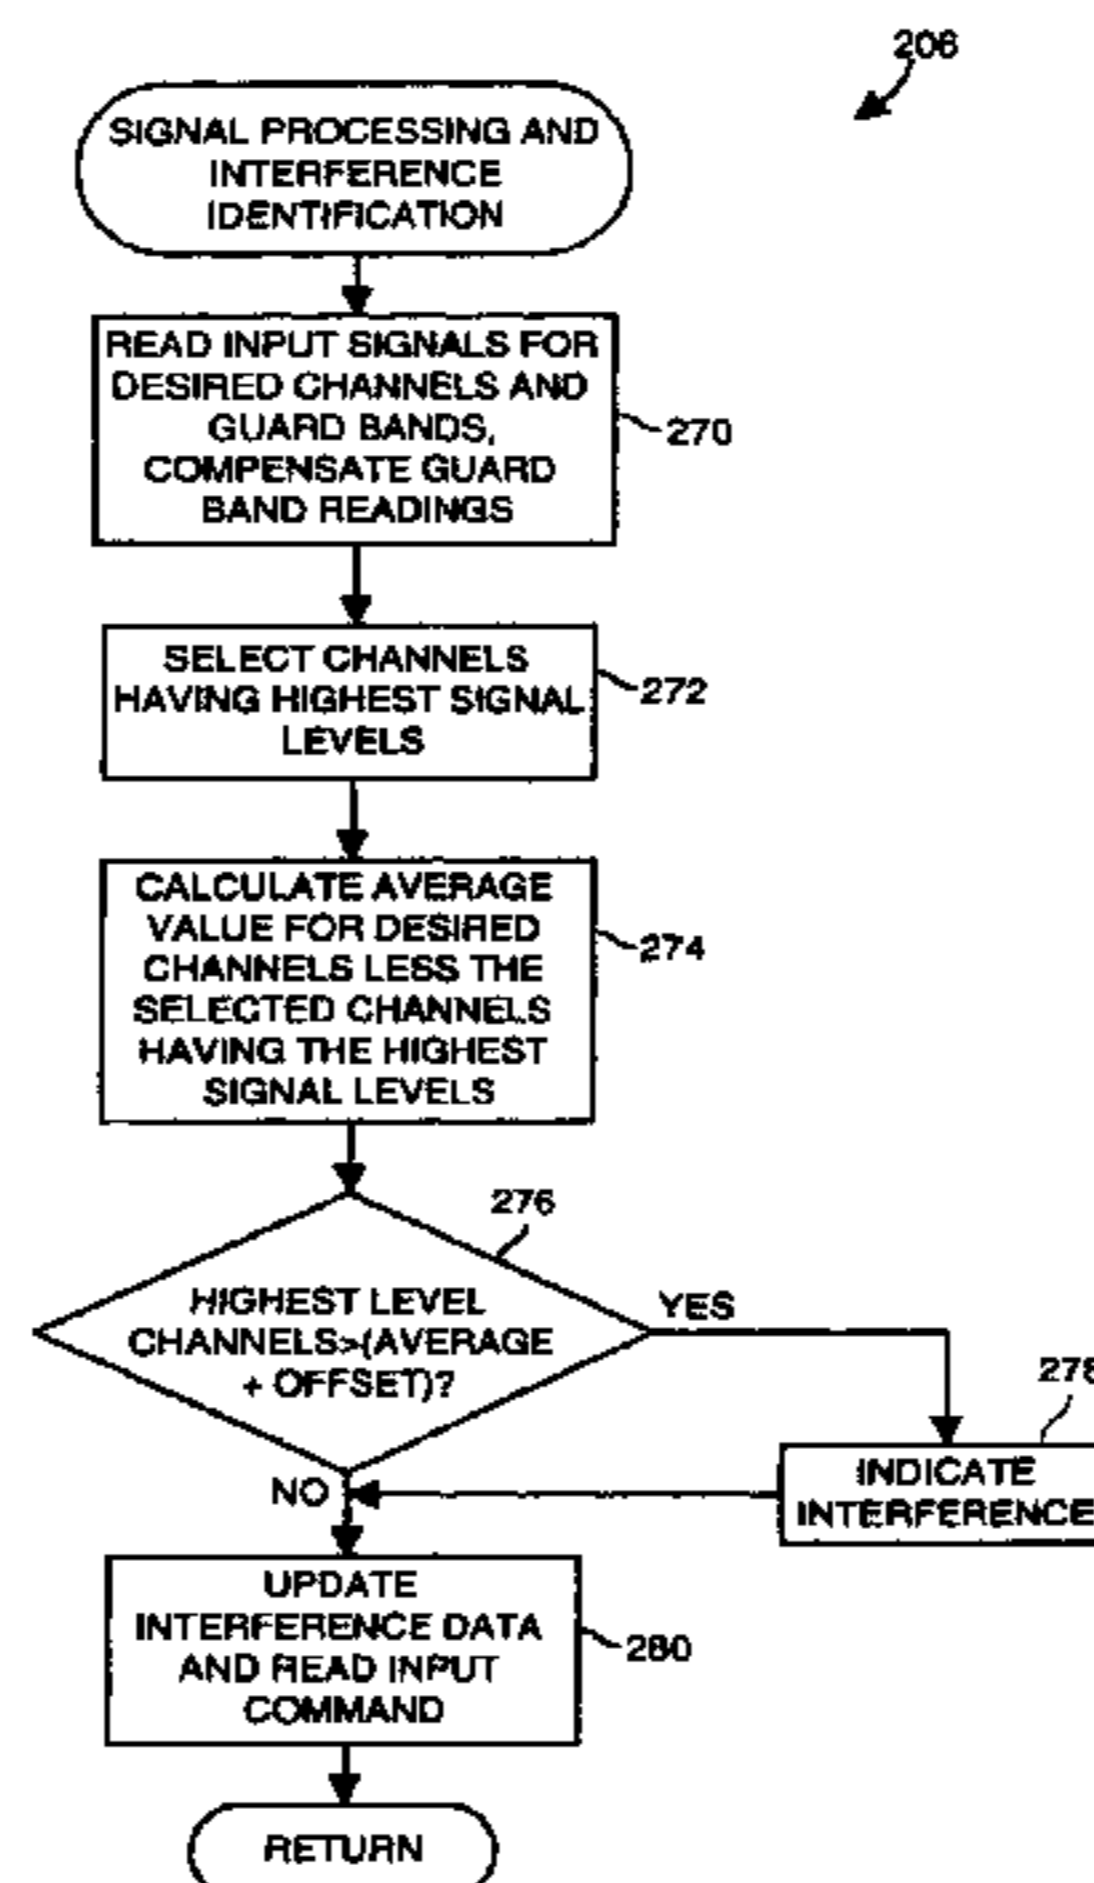 206
SIGNAL PROCESSING AND
INTERFERENCE
IDENTIFICATION
READ INPUT SIGNALS FOR
DESIRED CHANNELS AND
GUARD BANDS,
COMPENSATE GUARD
BAND READINGS
270
SELECT CHANNELS
HAVING HIGHEST SIGNAL
LEVELS
272
CALCULATE AVERAGE
VALUE FOR DESIRED
CHANNELS LESS THE
SELECTED CHANNELS
HAVING THE HIGHEST
SIGNAL LEVELS
274
276
HIGHEST LEVEL
CHANNELS>(AVERAGE
+ OFFSET)?
YES
278
INDICATE
INTERFERENCE
NO
UPDATE
INTERFERENCE DATA
AND READ INPUT
COMMAND
280
RETURN